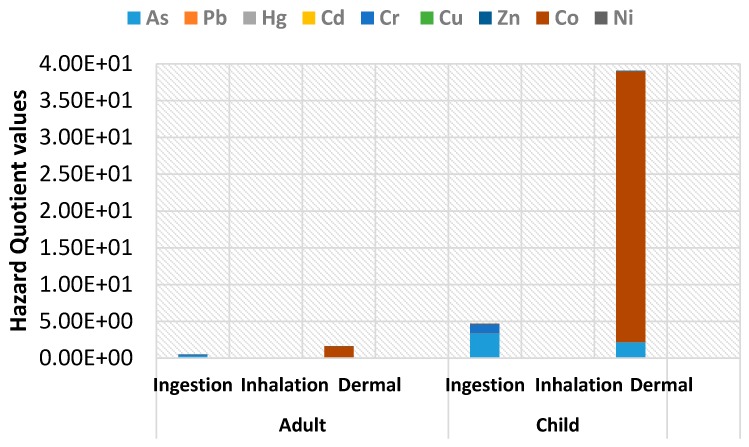 As Pb Hg Cd Cr Cu Zn Co Ni
Hazard Quotient values
4.00E+01
3.50E+01
3.00E+01
2.50E+01
2.00E+01
1.50E+01
1.00E+01
5.00E+00
0.00E+00
Ingestion Inhalation Dermal Ingestion Inhalation Dermal
Adult Child